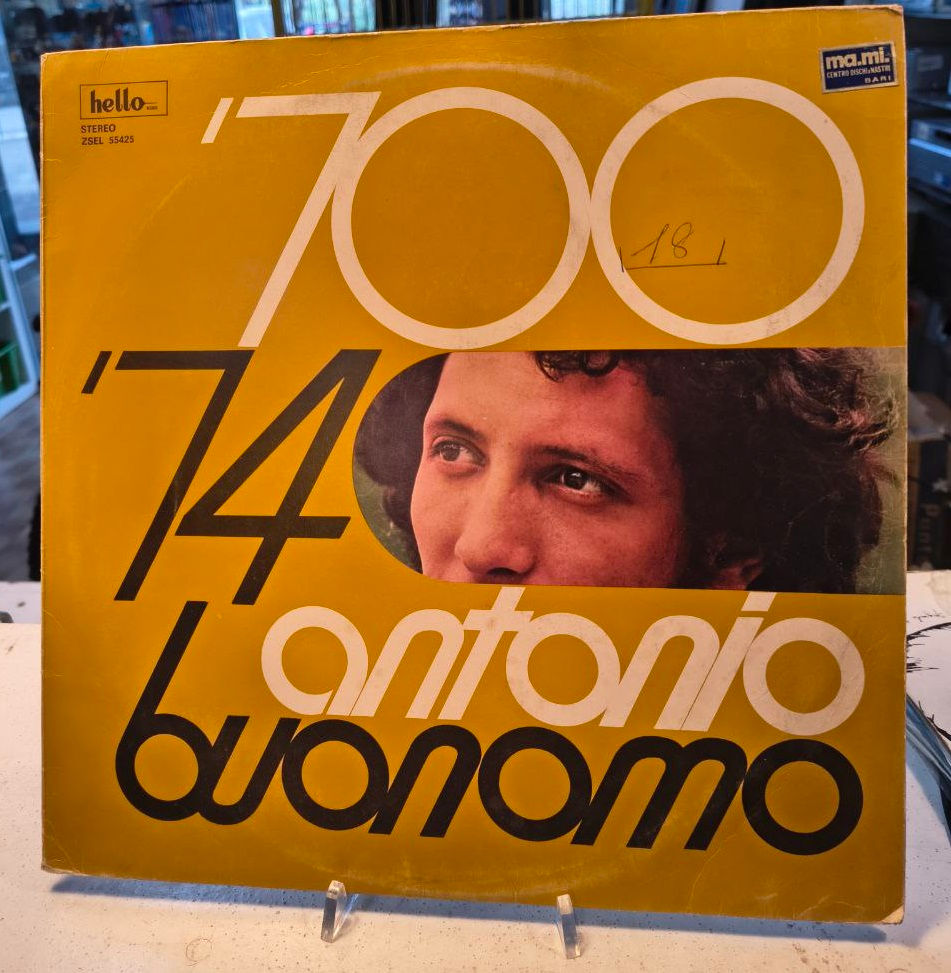 hello
STEREO
ZSEL 55425
ma.mi.
CENTRO DISCHI e NASTRI
BARI
'700
18
'74
antonio
buonomo